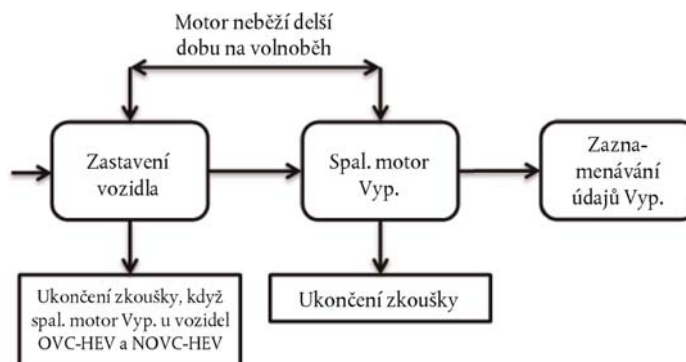 Motor neběží delší
dobu na volnoběh
Zastavení
vozidla
Spal. motor
Vyp.
Zazna-
menávání
údajů Vyp.
Ukončení zkoušky, když
spal. motor Vyp. u vozidel
OVC-HEV a NOVC-HEV
Ukončení zkoušky